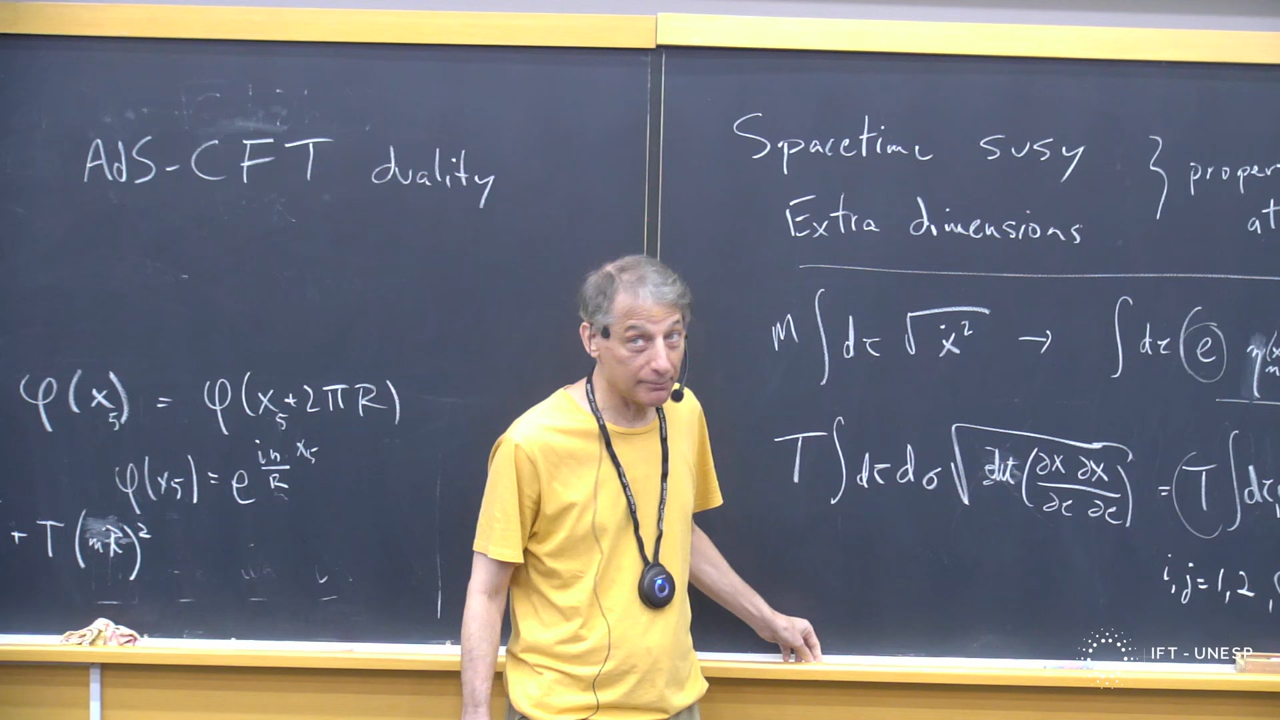 AdS-CFT duality
φ(x₅) = φ(x₅+2πR)
φ(x₅) = e^{\frac{in}{R} x₅}
+ T(mR)²
Spacetime susy
Extra dimensions } proper
at
m ∫ dτ √ẋ² → ∫ dτ e
T ∫ dτ dσ √det(∂x ∂x / ∂τ ∂τ) = T ∫ dτ
i, j = 1, 2
IFT - UNESP